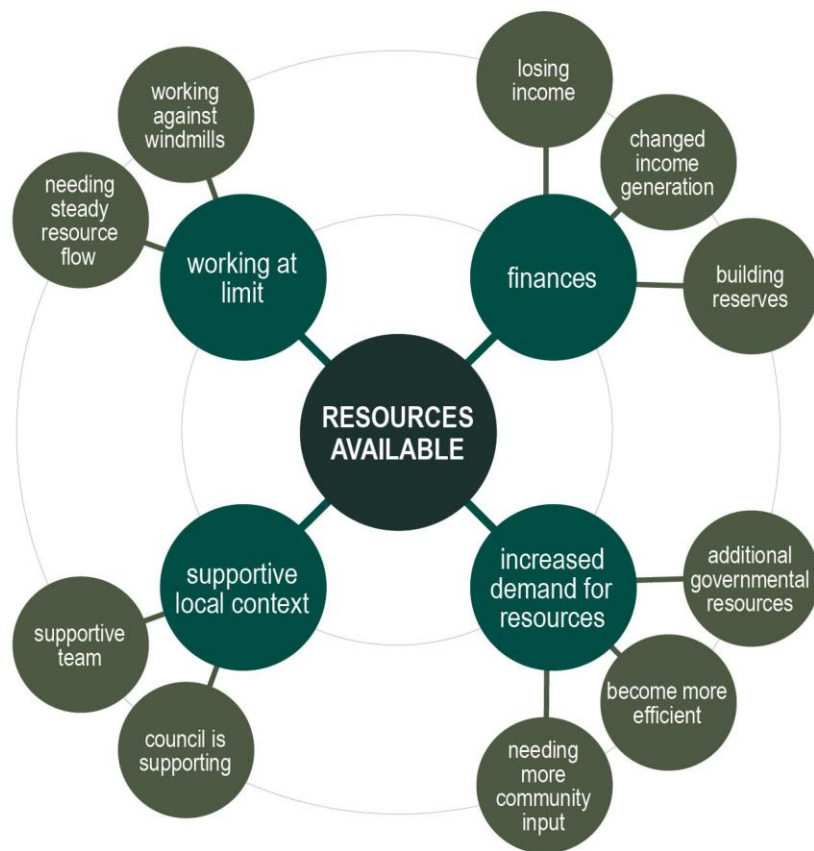 losing
income
working
against
windmills
changed
income
generation
needing
steady
resource
flow
working at
limit
finances
building
reserves
RESOURCES
AVAILABLE
supportive
local context
increased
demand for
resources
additional
governmental
resources
supportive
team
become more
efficient
council is
supporting
needing
more
community
input